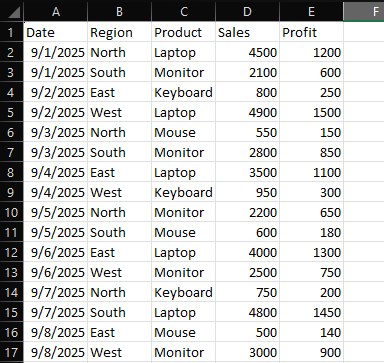 A B C D E F
1 Date Region Product Sales Profit
2 9/1/2025 North Laptop 4500 1200
3 9/1/2025 South Monitor 2100 600
4 9/2/2025 East Keyboard 800 250
5 9/2/2025 West Laptop 4900 1500
6 9/3/2025 North Mouse 550 150
7 9/3/2025 South Monitor 2800 850
8 9/4/2025 East Laptop 3500 1100
9 9/4/2025 West Keyboard 950 300
10 9/5/2025 North Monitor 2200 650
11 9/5/2025 South Mouse 600 180
12 9/6/2025 East Laptop 4000 1300
13 9/6/2025 West Monitor 2500 750
14 9/7/2025 North Keyboard 750 200
15 9/7/2025 South Laptop 4800 1450
16 9/8/2025 East Mouse 500 140
17 9/8/2025 West Monitor 3000 900